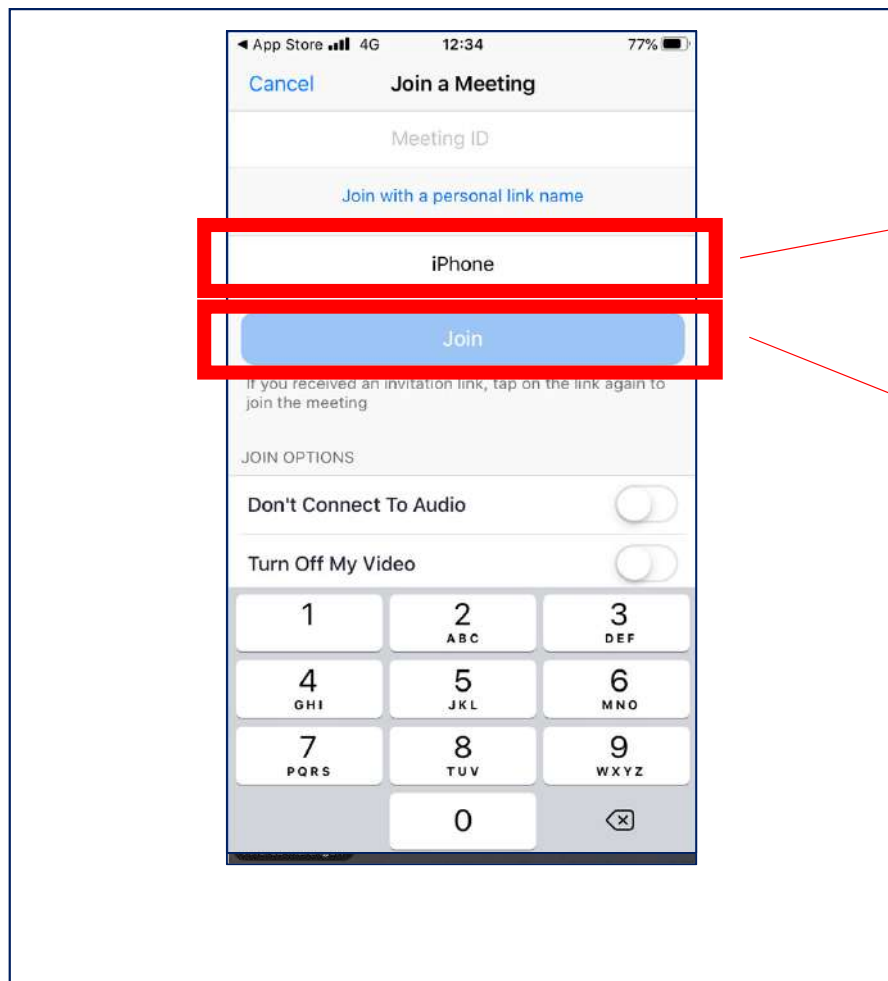 App Store 4G 12:34 77%
Cancel Join a Meeting
Meeting ID
Join with a personal link name
iPhone
Join
If you received an invitation link, tap on the link again to
join the meeting
JOIN OPTIONS
Don't Connect To Audio
Turn Off My Video
1 2 3
ABC DEF
4 5 6
GHI JKL MNO
7 8 9
PQRS TUV WXYZ
0